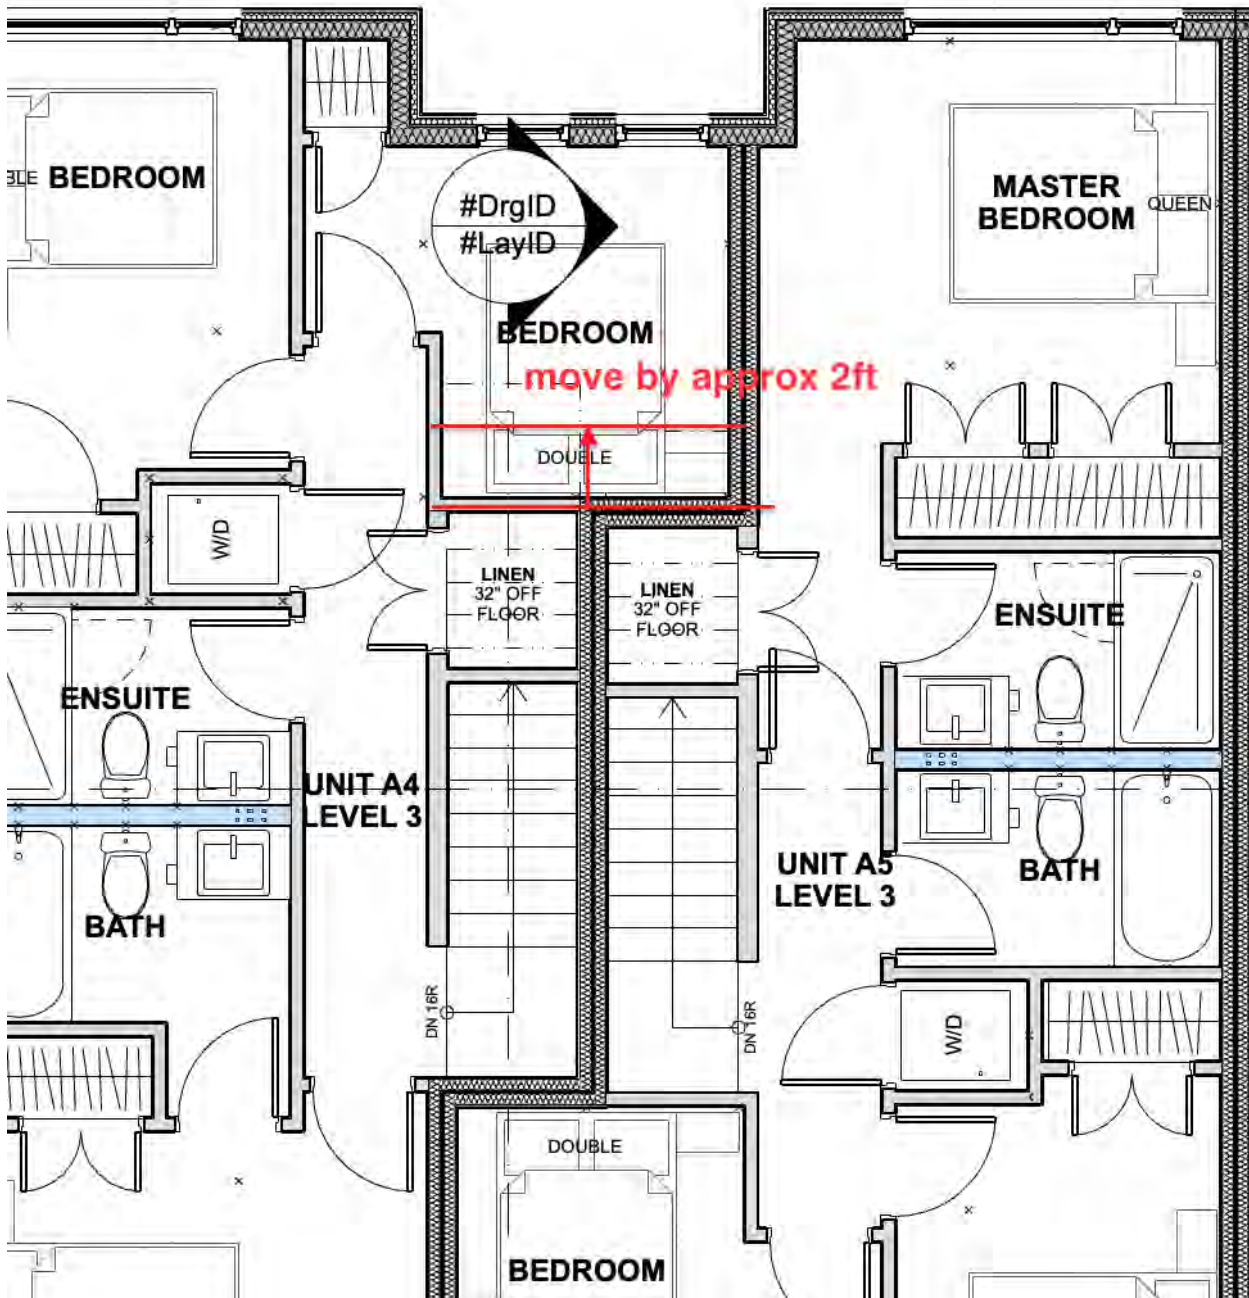 BLE
BEDROOM
#DrgID
#LayID
MASTER
BEDROOM
QUEEN
BEDROOM
move by approx 2ft
DOUBLE
W/D
LINEN
32" OFF
FLOOR
LINEN
32" OFF
FLOOR
ENSUITE
ENSUITE
UNIT A4
LEVEL 3
UNIT A5
LEVEL 3
BATH
BATH
DN 16R
DN 16R
W/D
DOUBLE
BEDROOM